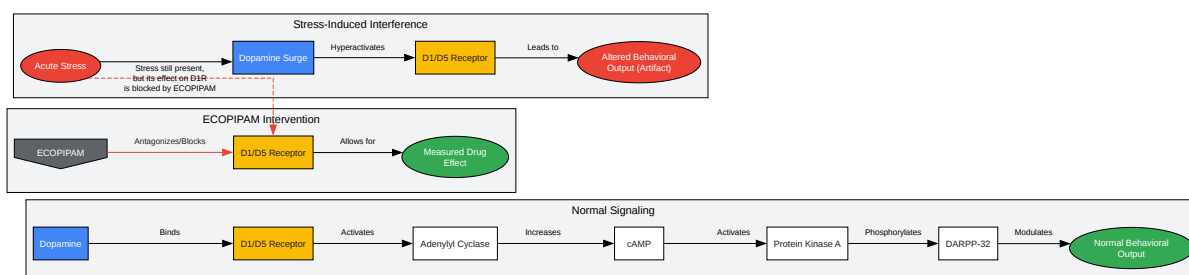 Stress-Induced Interference
Acute Stress
Stress still present,
but its effect on D1R
is blocked by ECOPIPAM
Dopamine Surge
Hyperactivates
D1/D5 Receptor
Leads to
Altered Behavioral
Output (Artifact)
ECOPIPAM Intervention
ECOPIPAM
Antagonizes/Blocks
D1/D5 Receptor
Allows for
Measured Drug
Effect
Normal Signaling
Dopamine
Binds
D1/D5 Receptor
Activates
Adenylyl Cyclase
Increases
cAMP
Activates
Protein Kinase A
Phosphorylates
DARPP-32
Modulates
Normal Behavioral
Output